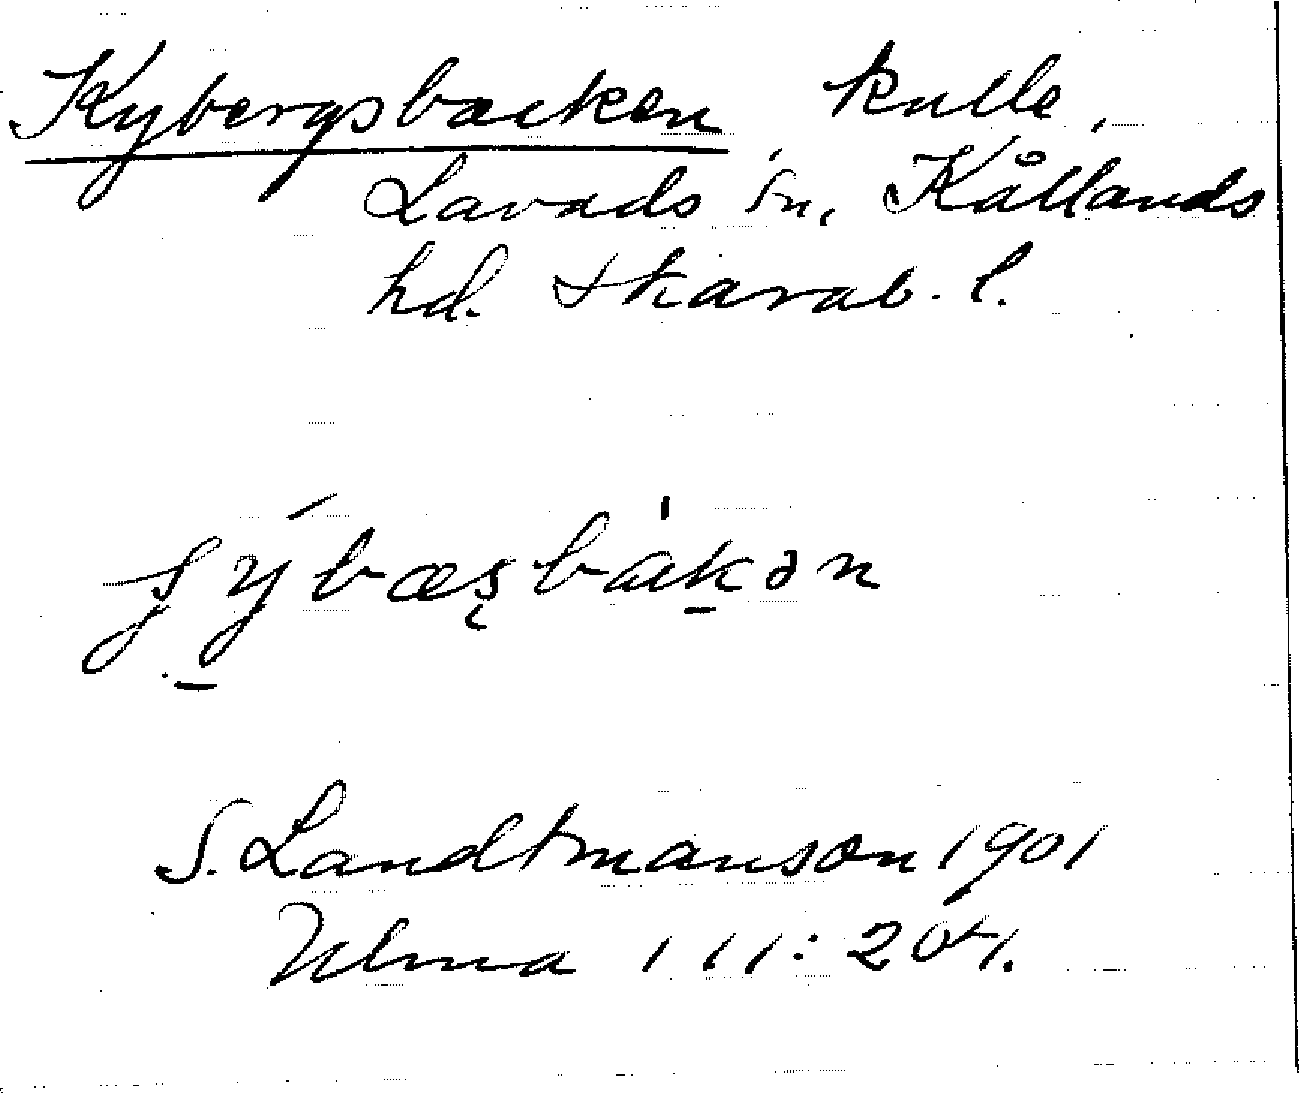 Kybergsbacken kulle,
Lavads sn, Kållands
hd. Skarab. l.
S. Landtmanson 1901
Ulma 111:204.